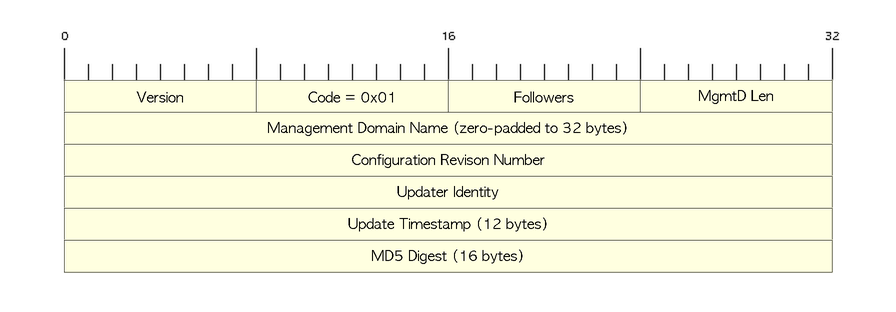 0 16 32
Version Code = 0x01 Followers MgmtD Len
Management Domain Name (zero-padded to 32 bytes)
Configuration Revison Number
Updater Identity
Update Timestamp (12 bytes)
MD5 Digest (16 bytes)